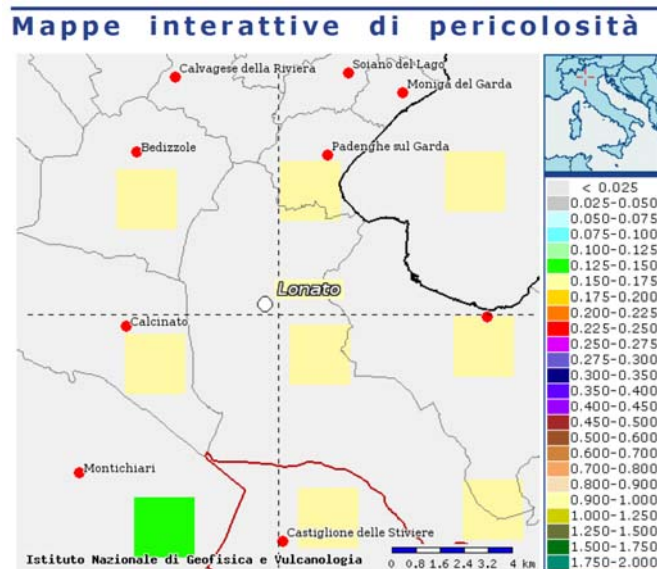 Mappe interattive di pericolosità
Calvagese della Riviera
Soiano del Lago
Moniga del Garda
Bedizzole
Padenghe sul Garda
Lonato
Calcinato
Montichiari
Castiglione delle Stiviere
Istituto Nazionale di Geofisica e Vulcanologia
0 0.8 1.6 2.4 3.2 4 km
< 0.025
0.025-0.050
0.050-0.075
0.075-0.100
0.100-0.125
0.125-0.150
0.150-0.175
0.175-0.200
0.200-0.225
0.225-0.250
0.250-0.275
0.275-0.300
0.300-0.350
0.350-0.400
0.400-0.450
0.450-0.500
0.500-0.600
0.600-0.700
0.700-0.800
0.800-0.900
0.900-1.000
1.000-1.250
1.250-1.500
1.500-1.750
1.750-2.000